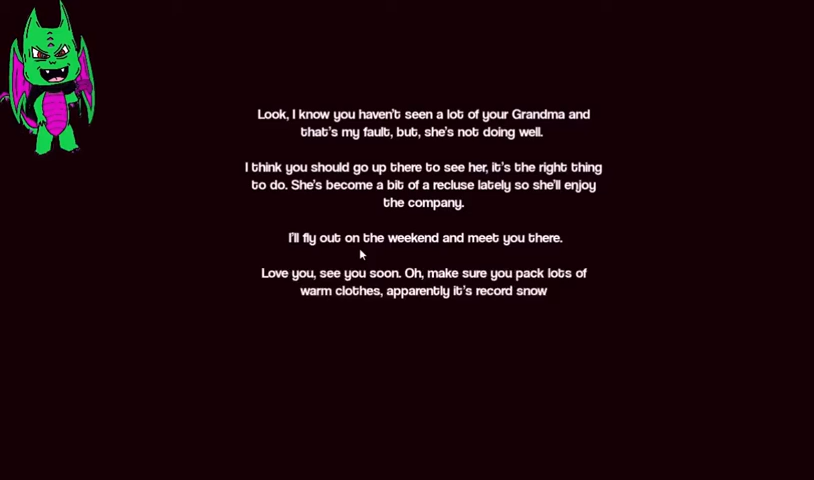 Look, I know you haven't seen a lot of your Grandma and
that's my fault, but, she's not doing well.
I think you should go up there to see her, it's the right thing
to do. She's become a bit of a recluse lately so she'll enjoy
the company.
I'll fly out on the weekend and meet you there.
Love you, see you soon. Oh, make sure you pack lots of
warm clothes, apparently it's record snow